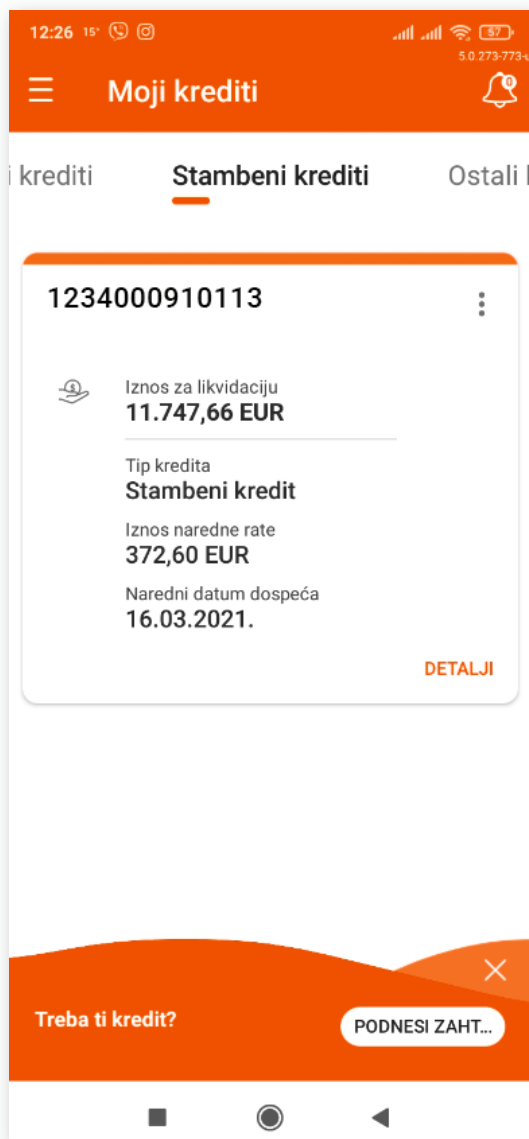 12:26 15° 57
5.0.273-773-u
Moji krediti 0
i krediti Stambeni krediti Ostali
1234000910113
Iznos za likvidaciju
11.747,66 EUR
Tip kredita
Stambeni kredit
Iznos naredne rate
372,60 EUR
Naredni datum dospeća
16.03.2021.
DETALJI
Treba ti kredit?
PODNESI ZAHT...